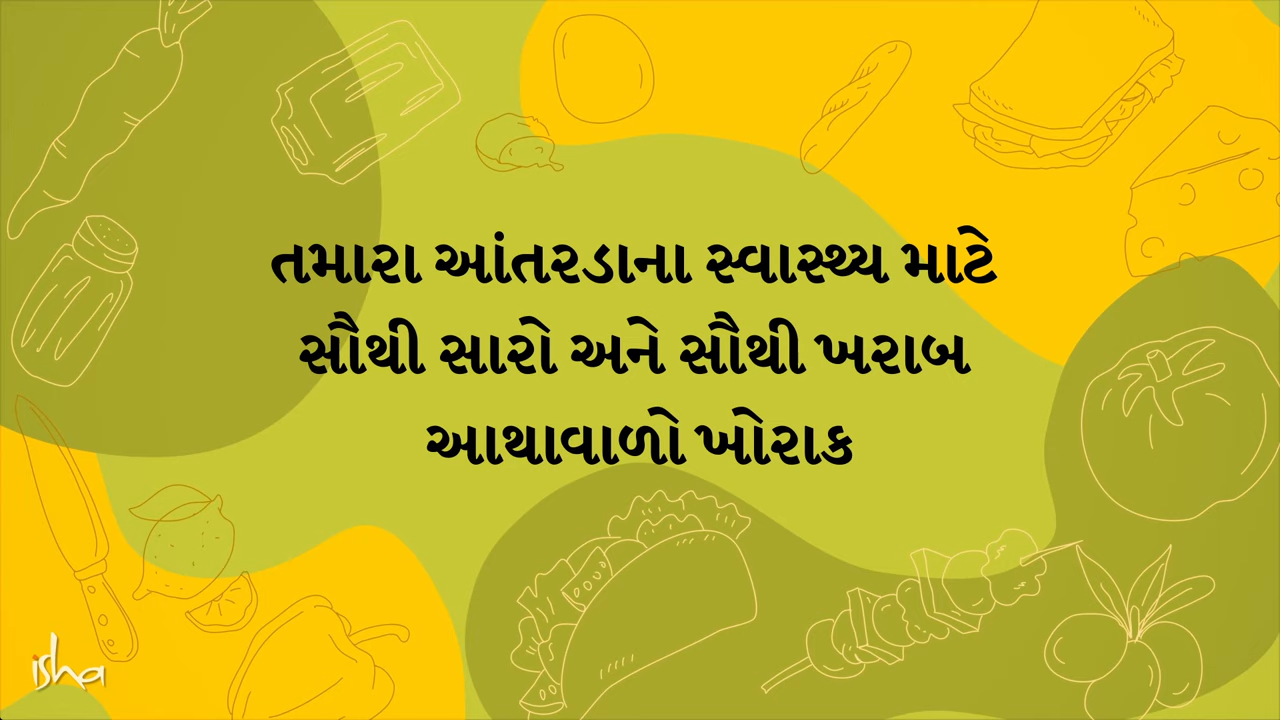 તમારા આંતરડાના સ્વાસ્થ્ય માટે
સૌથી સારો અને સૌથી ખરાબ
આથાવાળો ખોરાક
isha